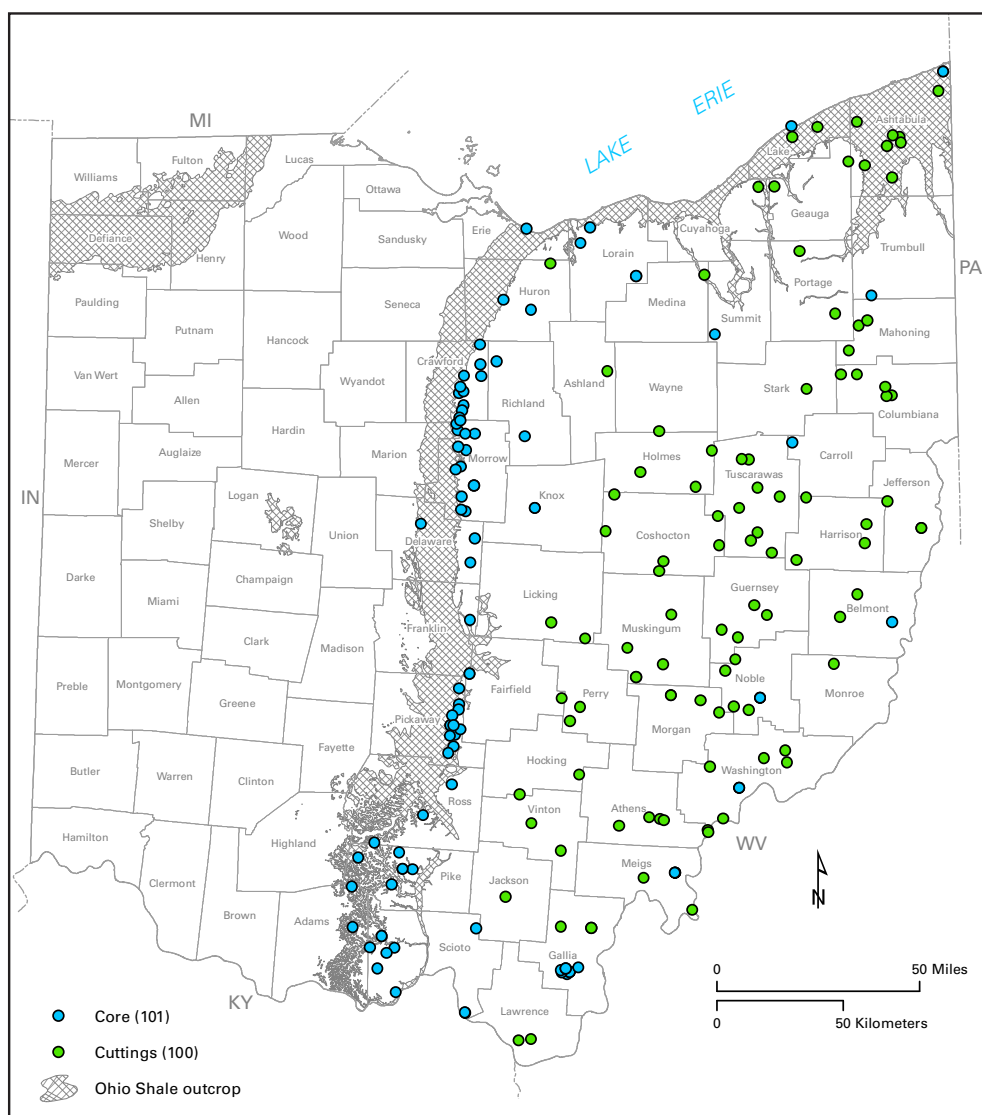 MI
LAKE ERIE
Ashtabula
Lake
Williams
Fulton
Lucas
Ottawa
Geauga
Cuyahoga
Erie
Lorain
Trumbull
Defiance
Henry
Wood
Sandusky
PA
Huron
Medina
Summit
Portage
Paulding
Seneca
Mahoning
Putnam
Hancock
Crawford
Van Wert
Wyandot
Ashland
Wayne
Stark
Allen
Richland
Columbiana
Hardin
Auglaize
Marion
Morrow
Holmes
Carroll
Mercer
Tuscarawas
Jefferson
IN
Logan
Knox
Shelby
Union
Delaware
Coshocton
Harrison
Darke
Champaign
Guernsey
Licking
Miami
Belmont
Franklin
Muskingum
Clark
Madison
Preble
Montgomery
Fairfield
Perry
Noble
Monroe
Greene
Pickaway
Morgan
Fayette
Hocking
Butler
Warren
Clinton
Washington
Ross
Vinton
Athens
Hamilton
Highland
WV
Clermont
Pike
Jackson
Meigs
Brown
Adams
Scioto
Gallia
N
KY
Lawrence
0 50 Miles
0 50 Kilometers
Core (101)
Cuttings (100)
Ohio Shale outcrop